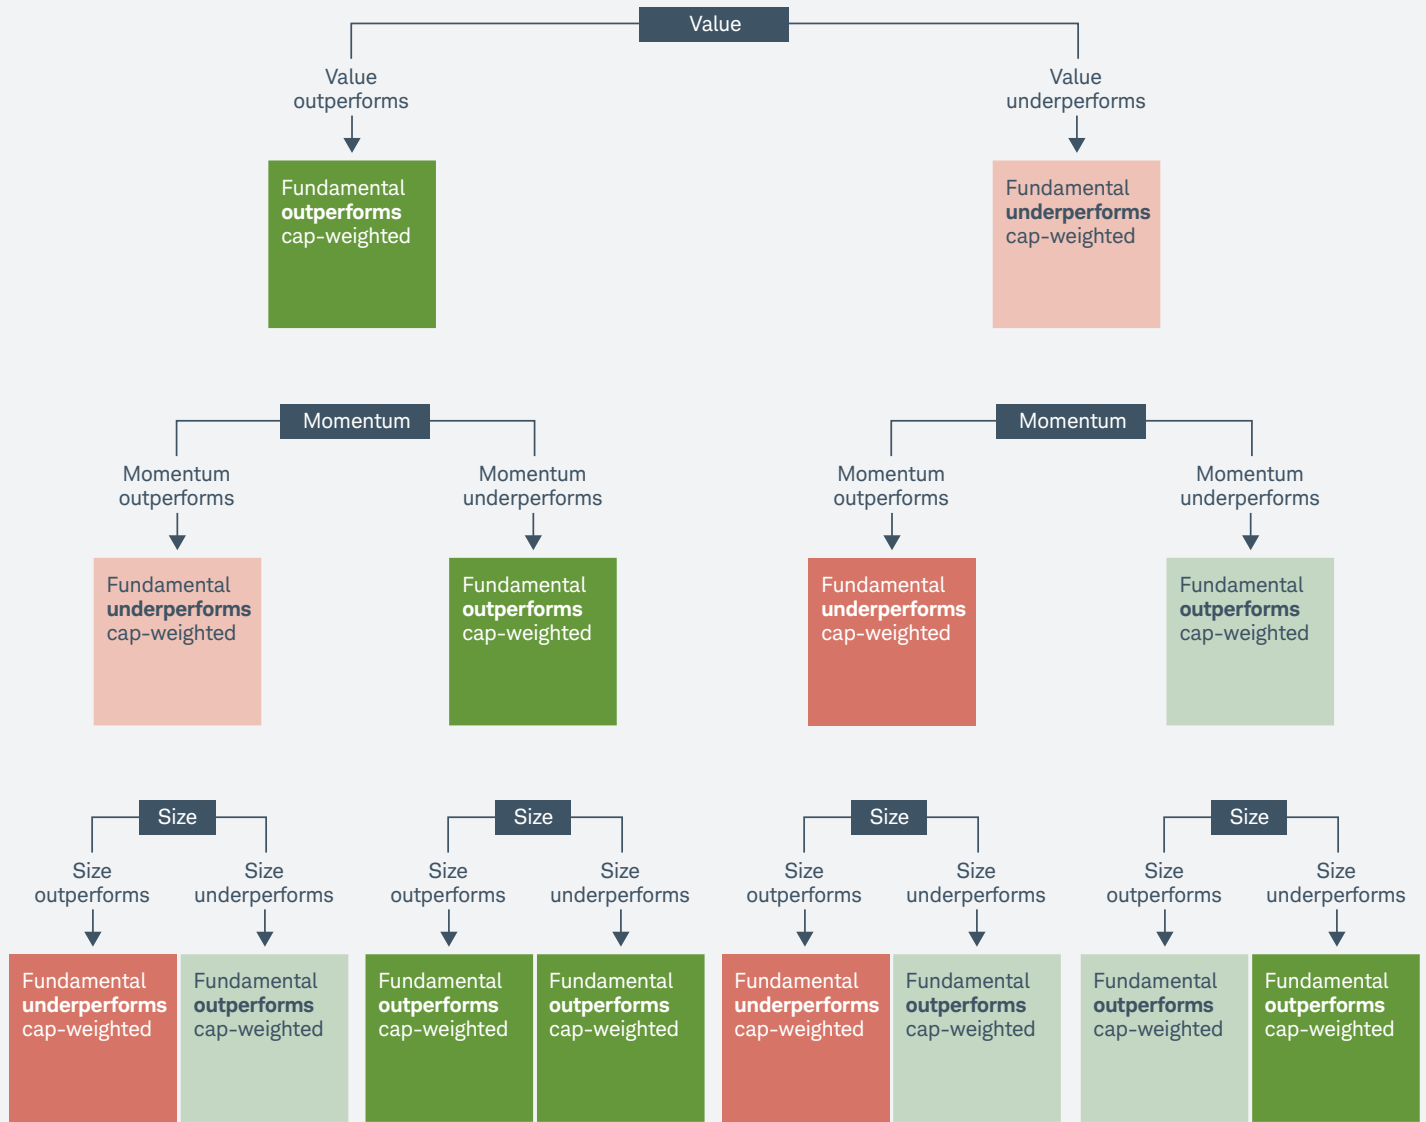 Value
Value
outperforms
Value
underperforms
Fundamental
outperforms
cap-weighted
Fundamental
underperforms
cap-weighted
Momentum
Momentum
outperforms
Momentum
underperforms
Momentum
Momentum
outperforms
Momentum
underperforms
Fundamental
underperforms
cap-weighted
Fundamental
outperforms
cap-weighted
Fundamental
underperforms
cap-weighted
Fundamental
outperforms
cap-weighted
Size
Size
outperforms
Size
underperforms
Size
Size
outperforms
Size
underperforms
Size
Size
outperforms
Size
underperforms
Size
Size
outperforms
Size
underperforms
Fundamental
underperforms
cap-weighted
Fundamental
outperforms
cap-weighted
Fundamental
outperforms
cap-weighted
Fundamental
outperforms
cap-weighted
Fundamental
underperforms
cap-weighted
Fundamental
outperforms
cap-weighted
Fundamental
outperforms
cap-weighted
Fundamental
outperforms
cap-weighted